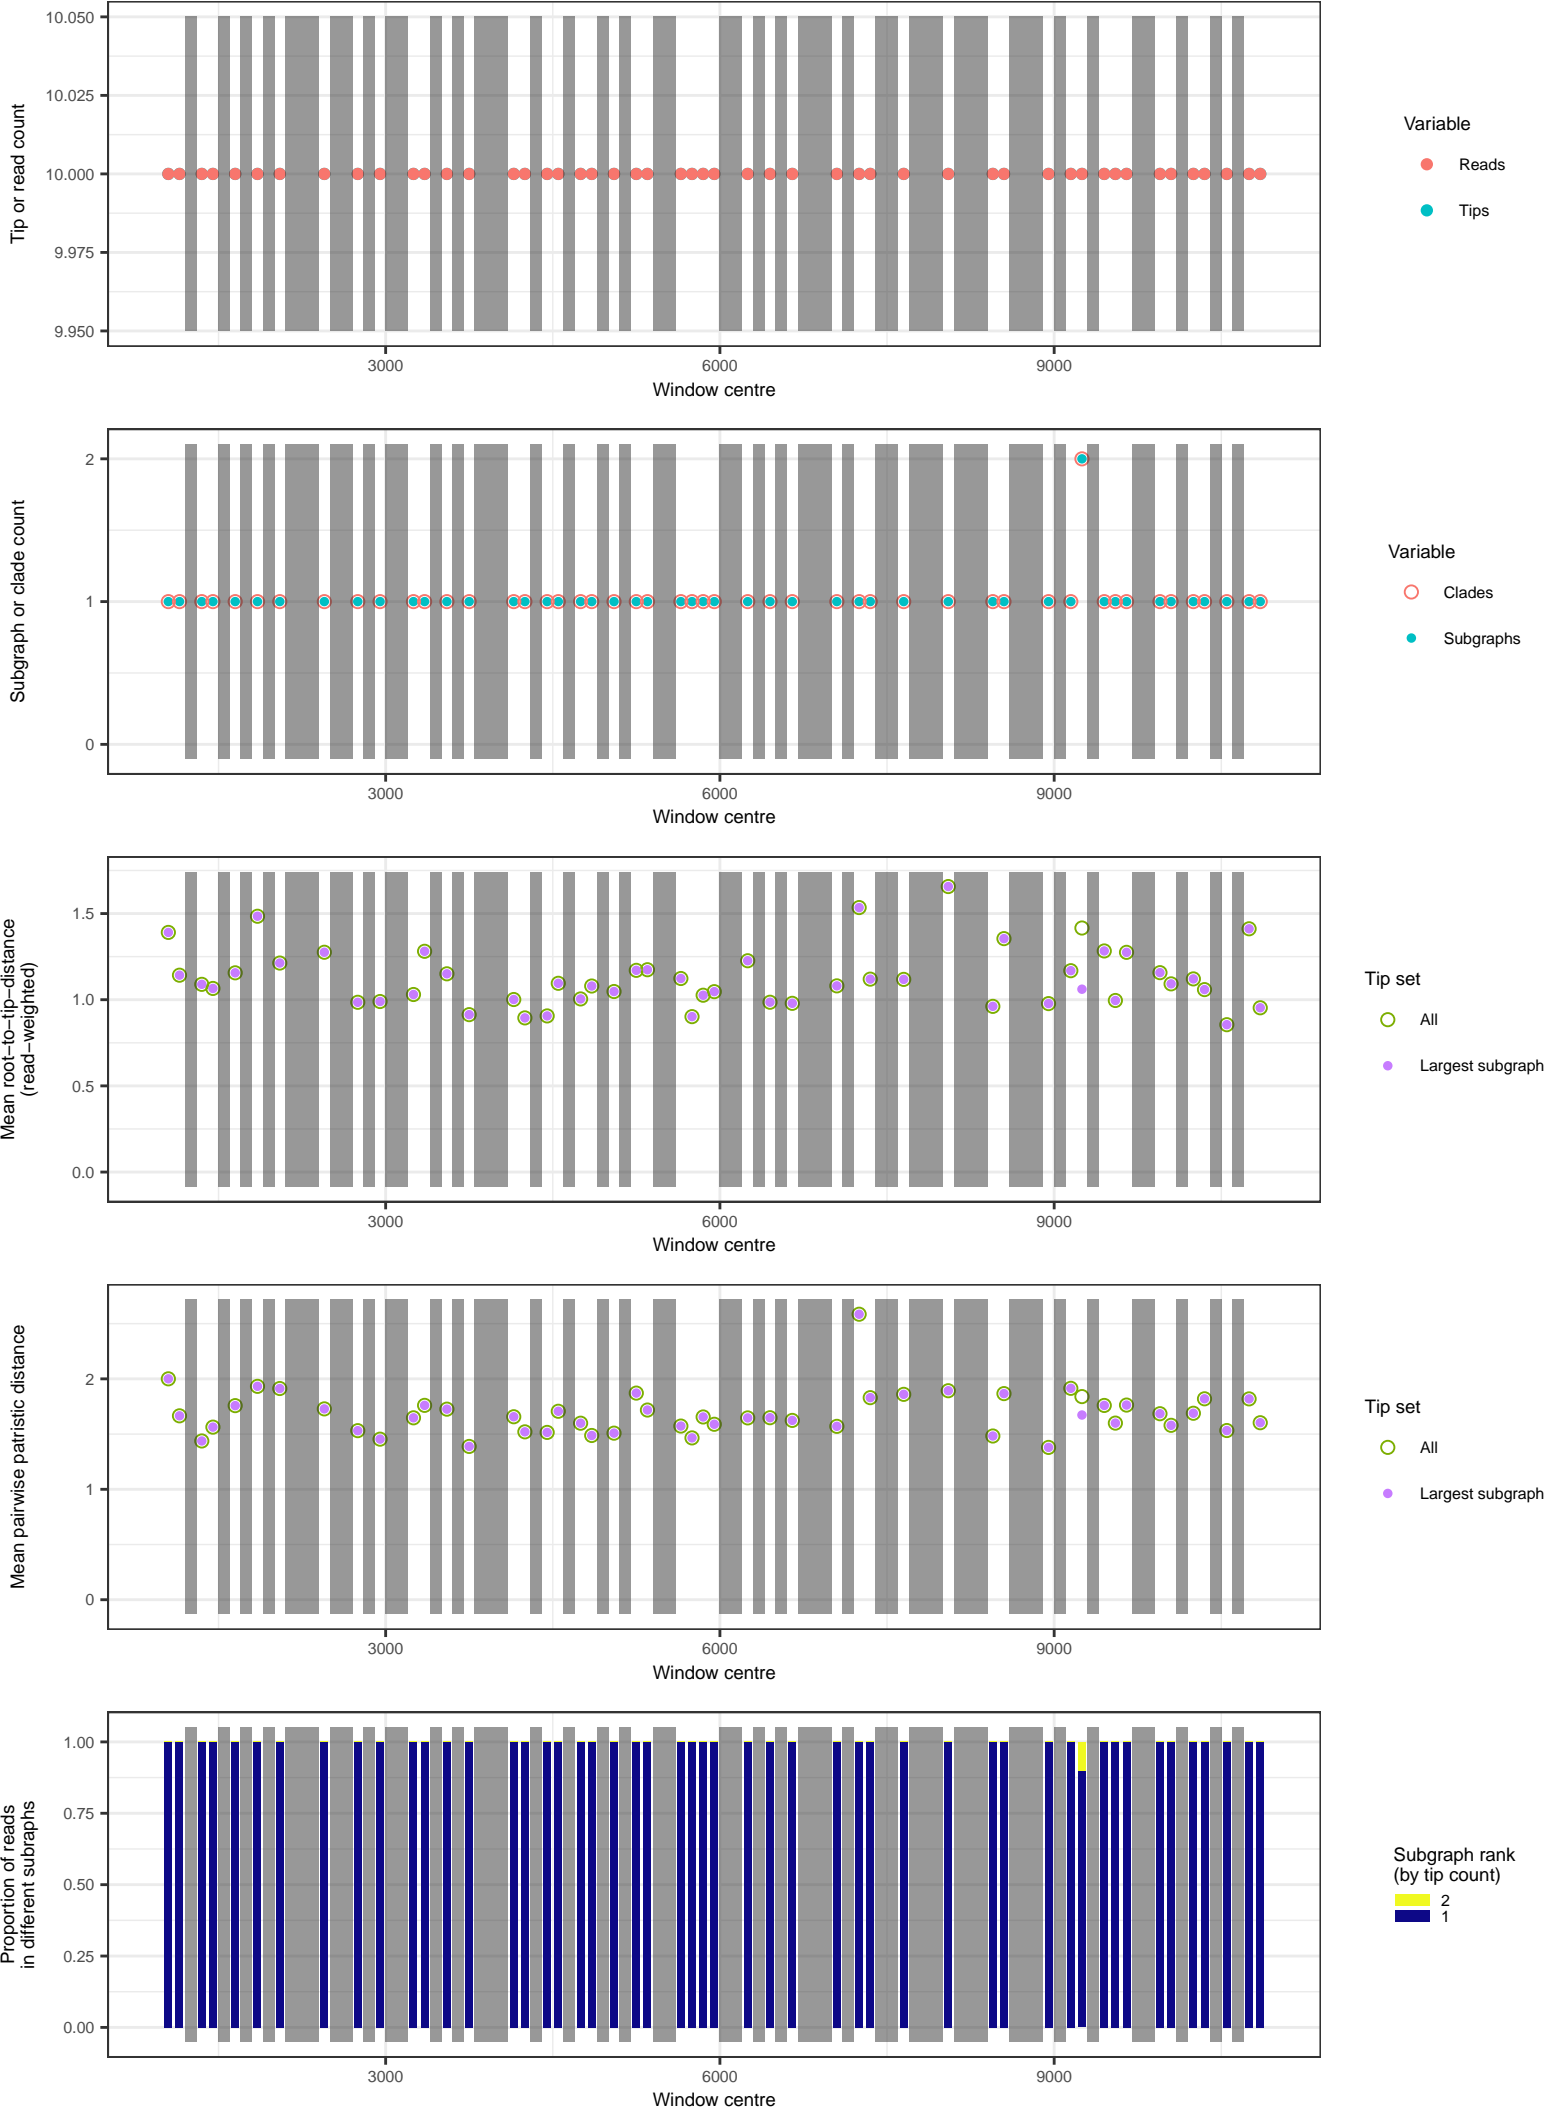 10.050
10.025
10.000
9.975
9.950
Tip or read count
3000
6000
9000
Window centre
Variable
Reads
Tips
2
1
0
Subgraph or clade count
3000
6000
9000
Window centre
Variable
Clades
Subgraphs
1.5
1.0
0.5
0.0
Mean root−to−tip−distance
(read−weighted)
3000
6000
9000
Window centre
Tip set
All
Largest subgraph
2
1
0
Mean pairwise patristic distance
3000
6000
9000
Window centre
Tip set
All
Largest subgraph
1.00
0.75
0.50
0.25
0.00
Proportion of reads
in different subraphs
3000
6000
9000
Window centre
Subgraph rank
(by tip count)
2
1